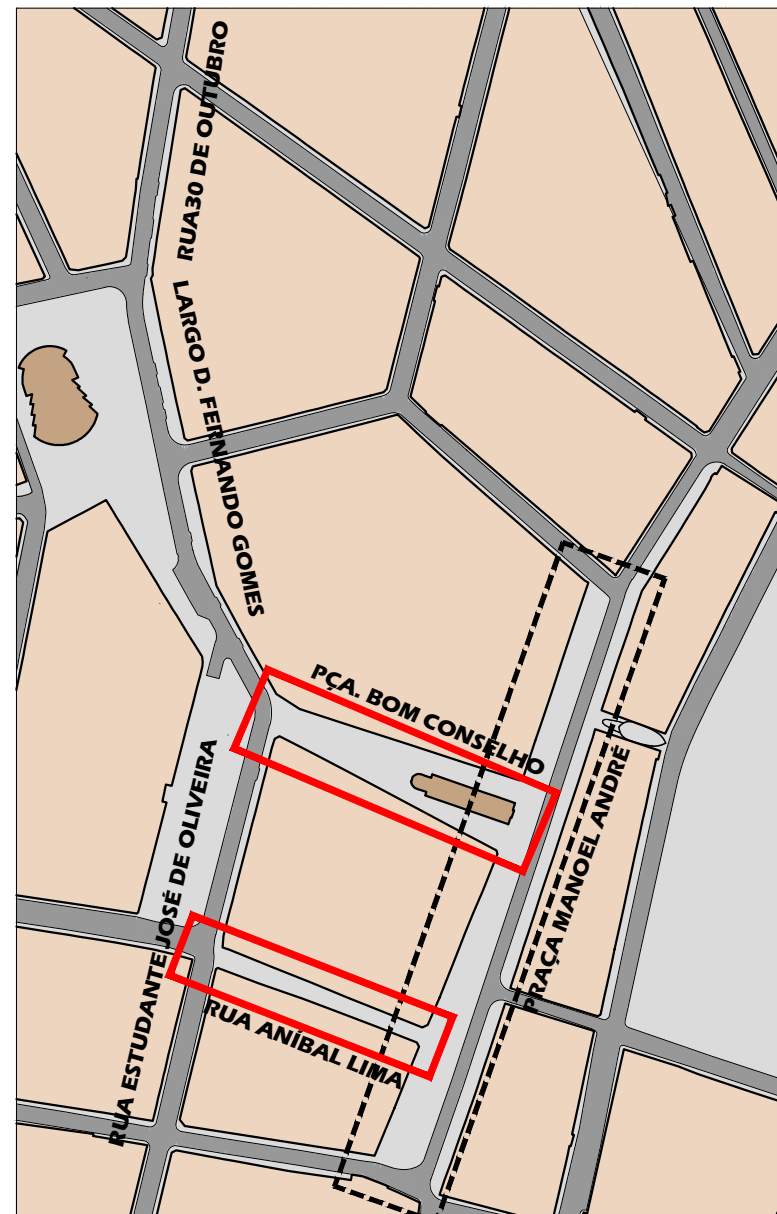 RUA30 DE OUTUBRO
LARGO D. FERNANDO GOMES
PÇA. BOM CONSELHO
PRAÇA MANOEL ANDRÉ
RUA ESTUDANTE JOSÉ DE OLIVEIRA
RUA ANÍBAL LIMA